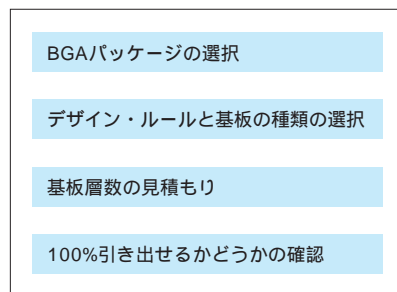 BGAパッケージの選択
デザイン・ルールと基板の種類の選択
基板層数の見積もり
100%引き出せるかどうかの確認